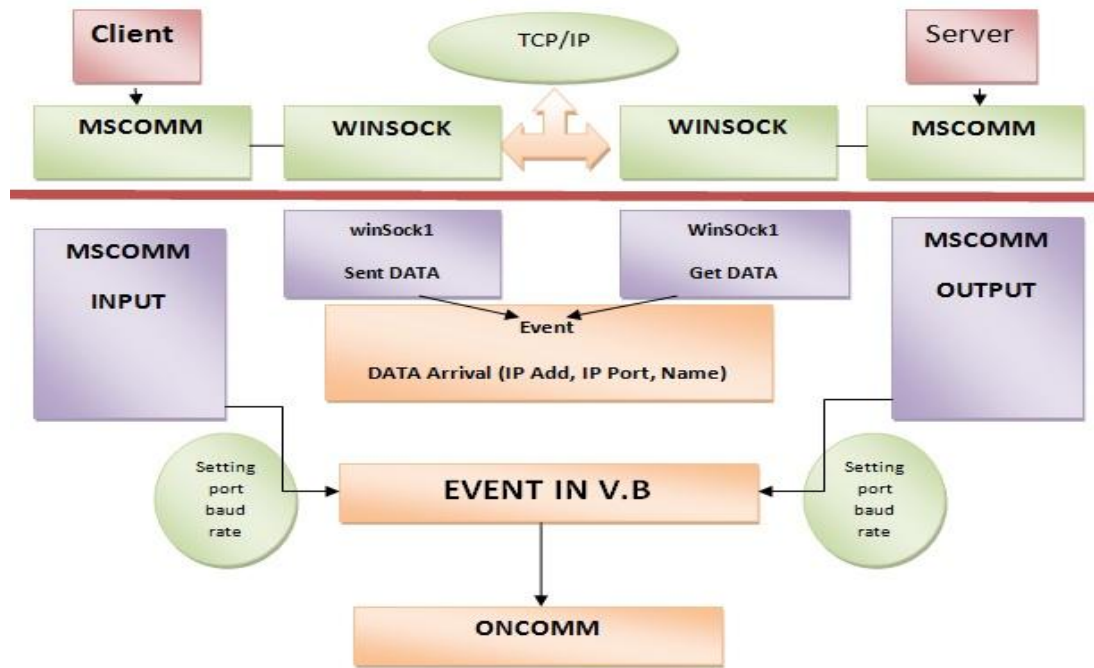 Client
TCP/IP
Server
MSCOMM
WINSOCK
WINSOCK
MSCOMM
MSCOMM
INPUT
winSock1
Sent DATA
WinSOck1
Get DATA
MSCOMM
OUTPUT
Event
DATA Arrival (IP Add, IP Port, Name)
Setting
port
baud
rate
EVENT IN V.B
Setting
port
baud
rate
ONCOMM